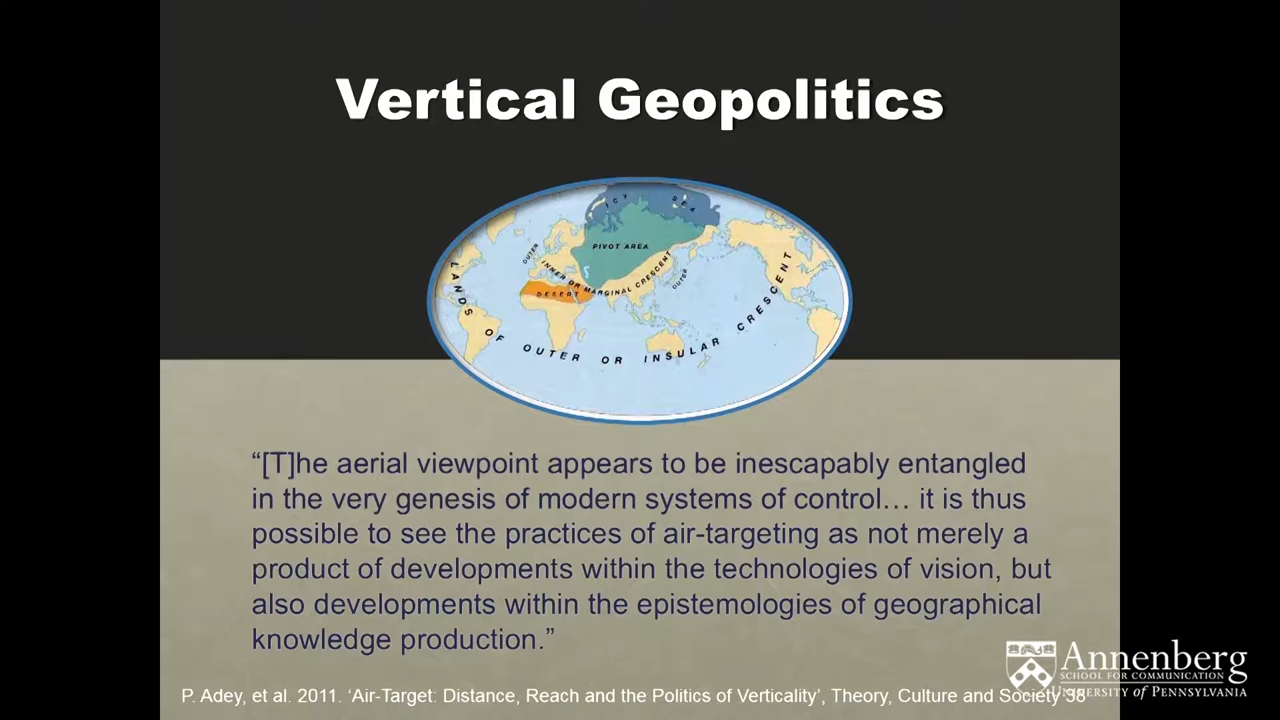 Vertical Geopolitics
ICY SEA
PIVOT AREA
OUTER
INNER OR MARGINAL CRESCENT
OUTER
DESERT
LANDS OF OUTER OR INSULAR CRESCENT
“[T]he aerial viewpoint appears to be inescapably entangled
in the very genesis of modern systems of control… it is thus
possible to see the practices of air-targeting as not merely a
product of developments within the technologies of vision, but
also developments within the epistemologies of geographical
knowledge production.”
Annenberg
SCHOOL FOR COMMUNICATION
UNIVERSITY of PENNSYLVANIA
P. Adey, et al. 2011. ‘Air-Target: Distance, Reach and the Politics of Verticality’, Theory, Culture and Society 38